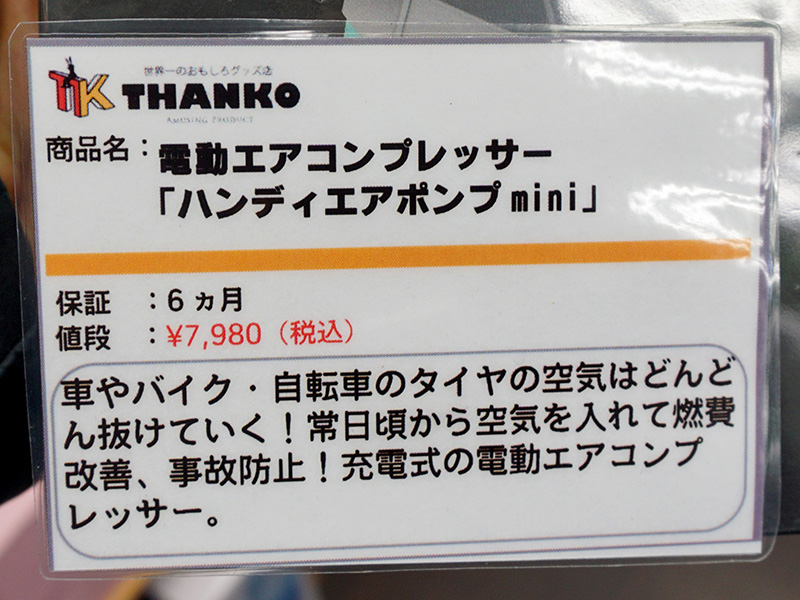 世界一のおもしろグッズ店
TK THANKO
AMUSING PRODUCT
商品名：電動エアコンプレッサー
「ハンディエアポンプmini」
保証　：6ヵ月
値段　：¥7,980（税込）
車やバイク・自転車のタイヤの空気はどんど
ん抜けていく！常日頃から空気を入れて燃費
改善、事故防止！充電式の電動エアコンプ
レッサー。